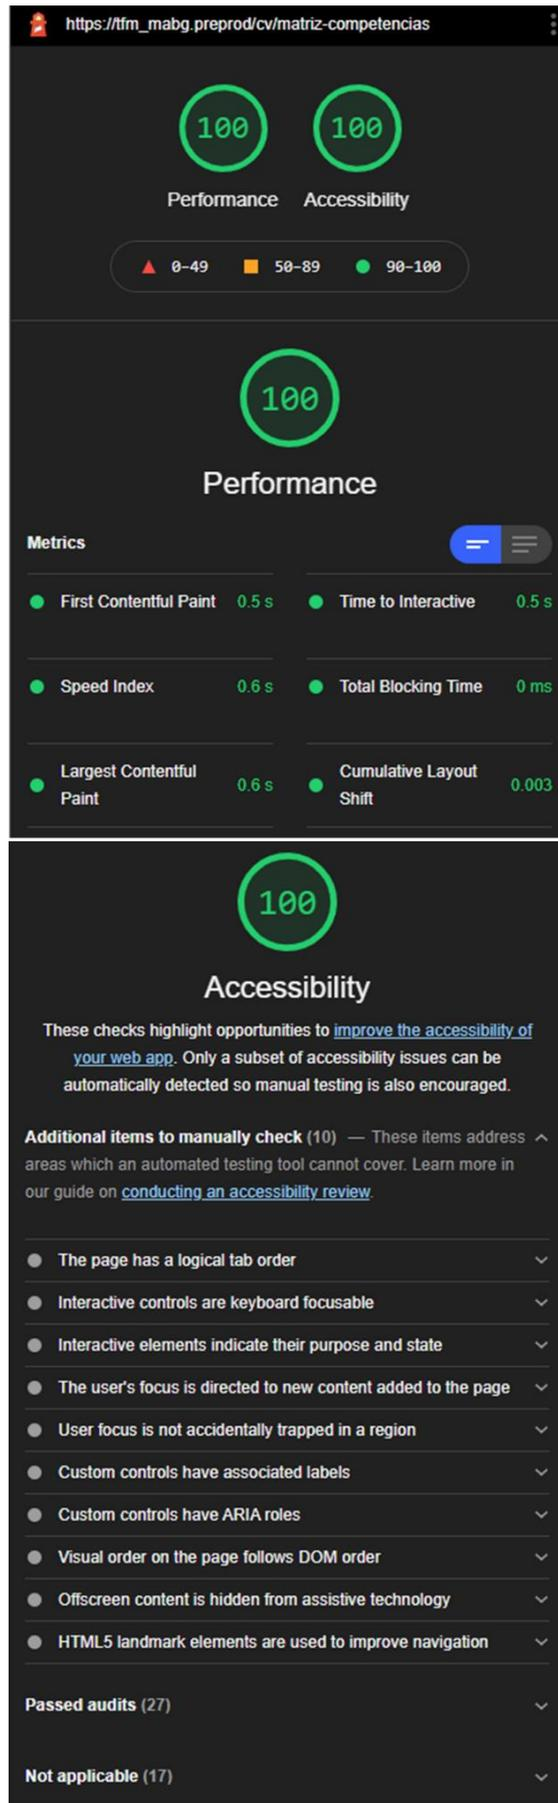 https://tfm_mabg.preprod/cv/matriz-competencias
100 100
Performance Accessibility
0-49 50-89 90-100
100
Performance
Metrics
First Contentful Paint 0.5 s
Time to Interactive 0.5 s
Speed Index 0.6 s
Total Blocking Time 0 ms
Largest Contentful
Paint 0.6 s
Cumulative Layout
Shift 0.003
100
Accessibility
These checks highlight opportunities to improve the accessibility of
your web app. Only a subset of accessibility issues can be
automatically detected so manual testing is also encouraged.
Additional items to manually check (10) — These items address
areas which an automated testing tool cannot cover. Learn more in
our guide on conducting an accessibility review.
The page has a logical tab order
Interactive controls are keyboard focusable
Interactive elements indicate their purpose and state
The user's focus is directed to new content added to the page
User focus is not accidentally trapped in a region
Custom controls have associated labels
Custom controls have ARIA roles
Visual order on the page follows DOM order
Offscreen content is hidden from assistive technology
HTML5 landmark elements are used to improve navigation
Passed audits (27)
Not applicable (17)